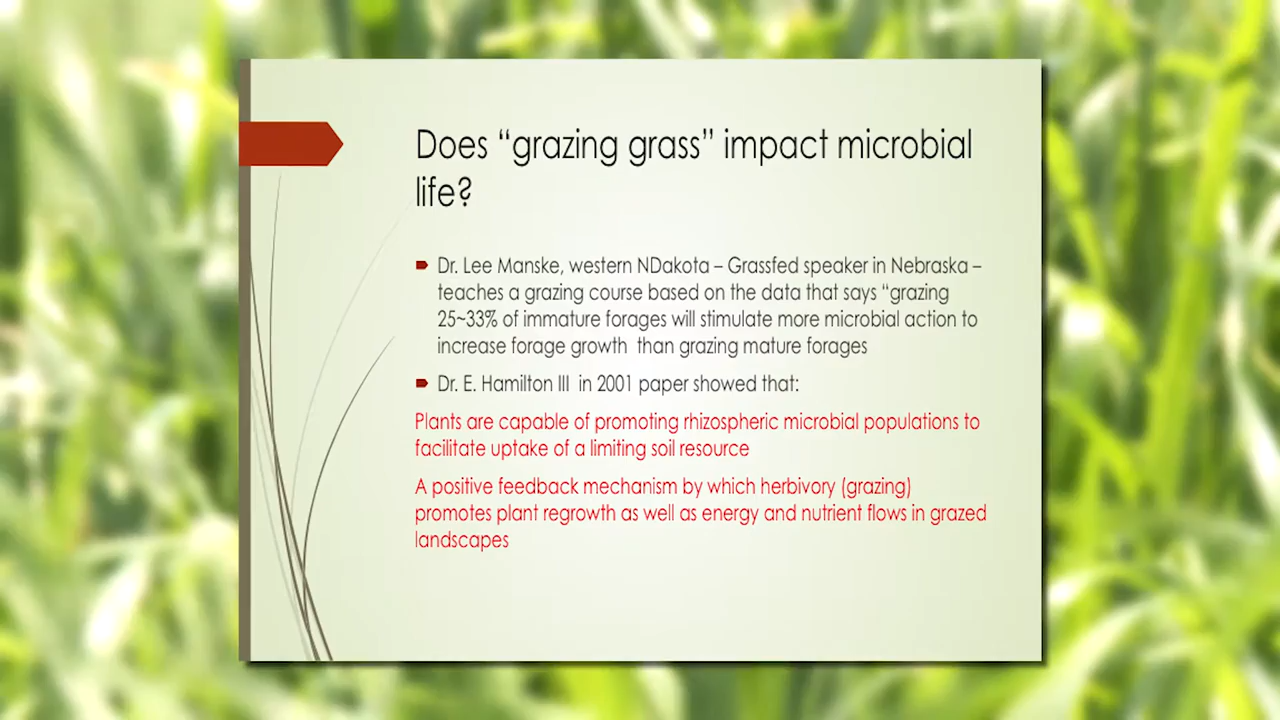 Does “grazing grass” impact microbial
life?
Dr. Lee Manske, western NDakota – Grassfed speaker in Nebraska –
teaches a grazing course based on the data that says “grazing
25~33% of immature forages will stimulate more microbial action to
increase forage growth  than grazing mature forages
Dr. E. Hamilton III  in 2001 paper showed that:
Plants are capable of promoting rhizospheric microbial populations to
facilitate uptake of a limiting soil resource
A positive feedback mechanism by which herbivory (grazing)
promotes plant regrowth as well as energy and nutrient flows in grazed
landscapes